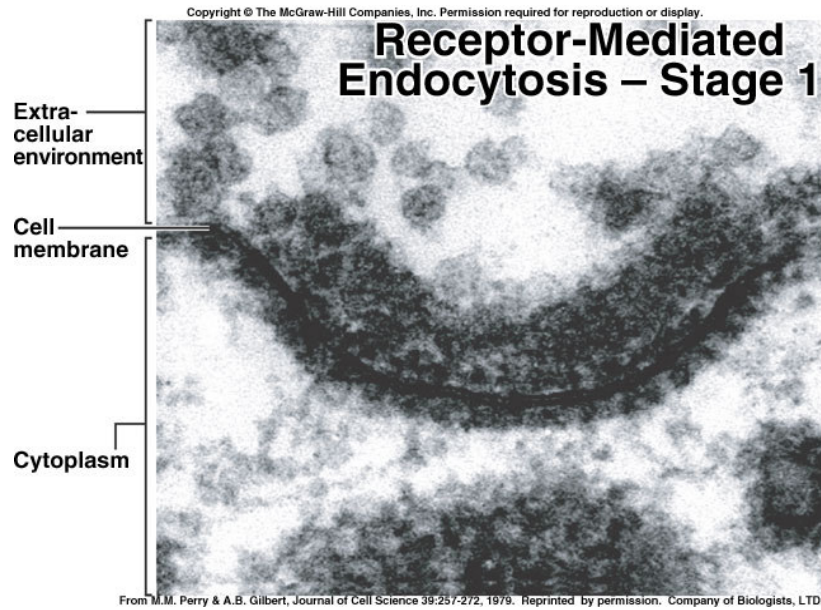 Copyright © The McGraw-Hill Companies, Inc. Permission required for reproduction or display.
Receptor-Mediated
Endocytosis – Stage 1
Extra-
cellular
environment
Cell
membrane
Cytoplasm
From M.M. Perry & A.B. Gilbert, Journal of Cell Science 39:257-272, 1979. Reprinted by permission. Company of Biologists, LTD